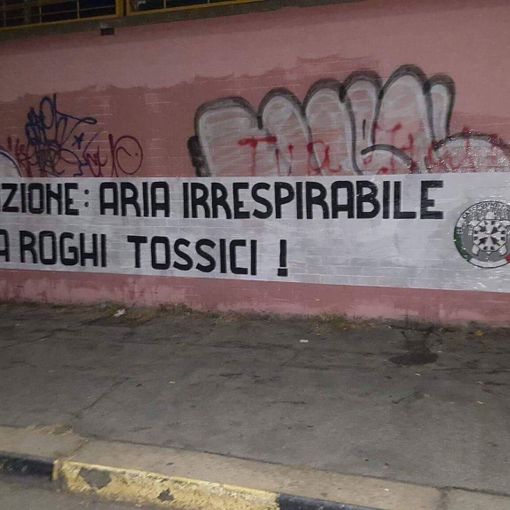 ZIONE: ARIA IRRESPIRABILE
A ROGHI TOSSICI !